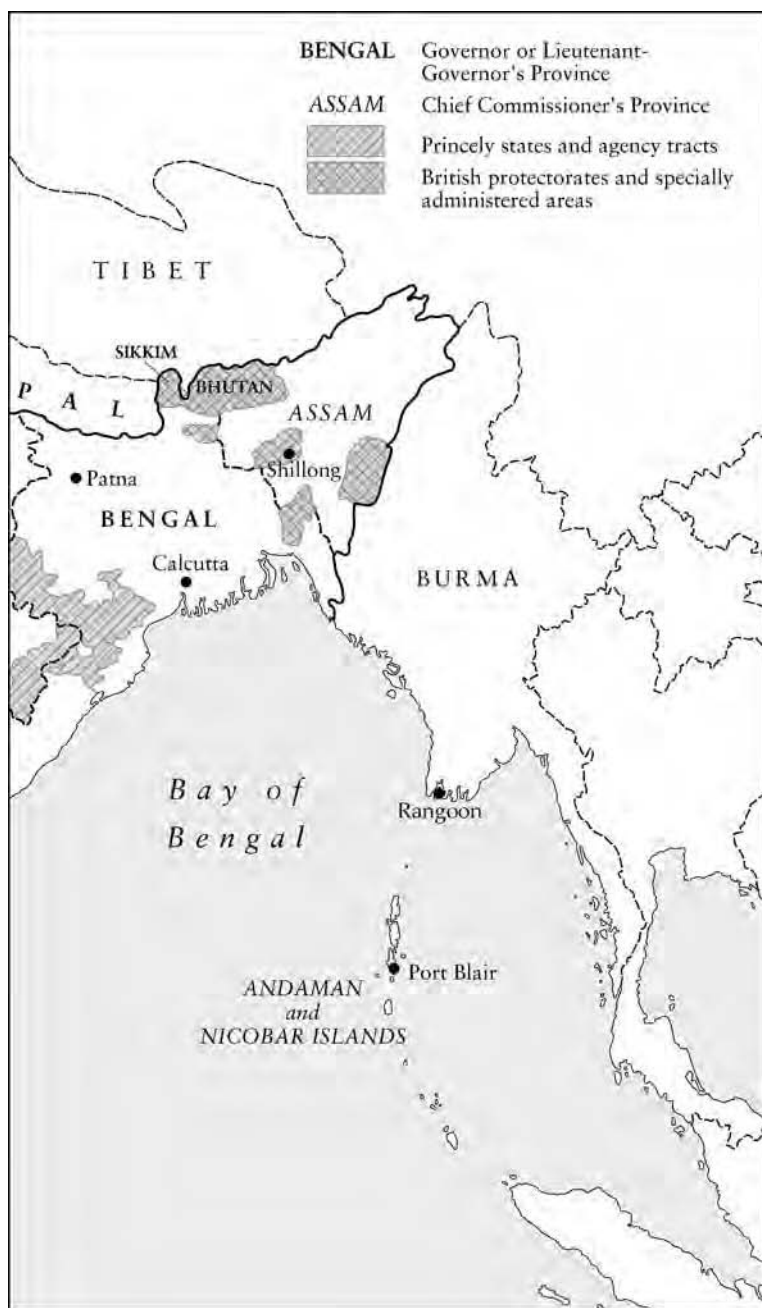 BENGAL Governor or Lieutenant-
Governor's Province
ASSAM Chief Commissioner's Province
Princely states and agency tracts
British protectorates and specially
administered areas
TIBET
SIKKIM
BHUTAN
P A L
ASSAM
Shillong
Patna
BENGAL
Calcutta
BURMA
Bay of
Bengal
Rangoon
Port Blair
ANDAMAN
and
NICOBAR ISLANDS